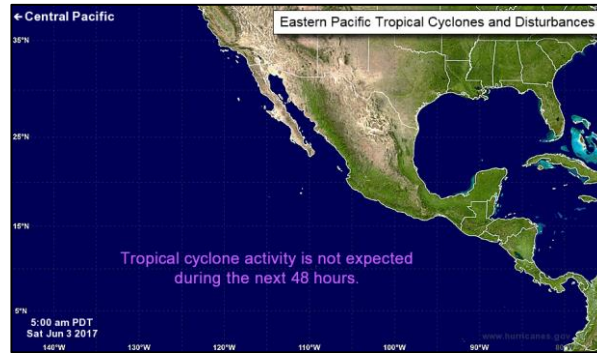 ←Central Pacific
Eastern Pacific Tropical Cyclones and Disturbances
35°N
25°N
15°N
Tropical cyclone activity is not expected
during the next 48 hours.
5°N
5:00 am PDT
Sat Jun 3 2017
www.hurricanes.gov
140°W 130°W 120°W 110°W 100°W 90°W 80°W